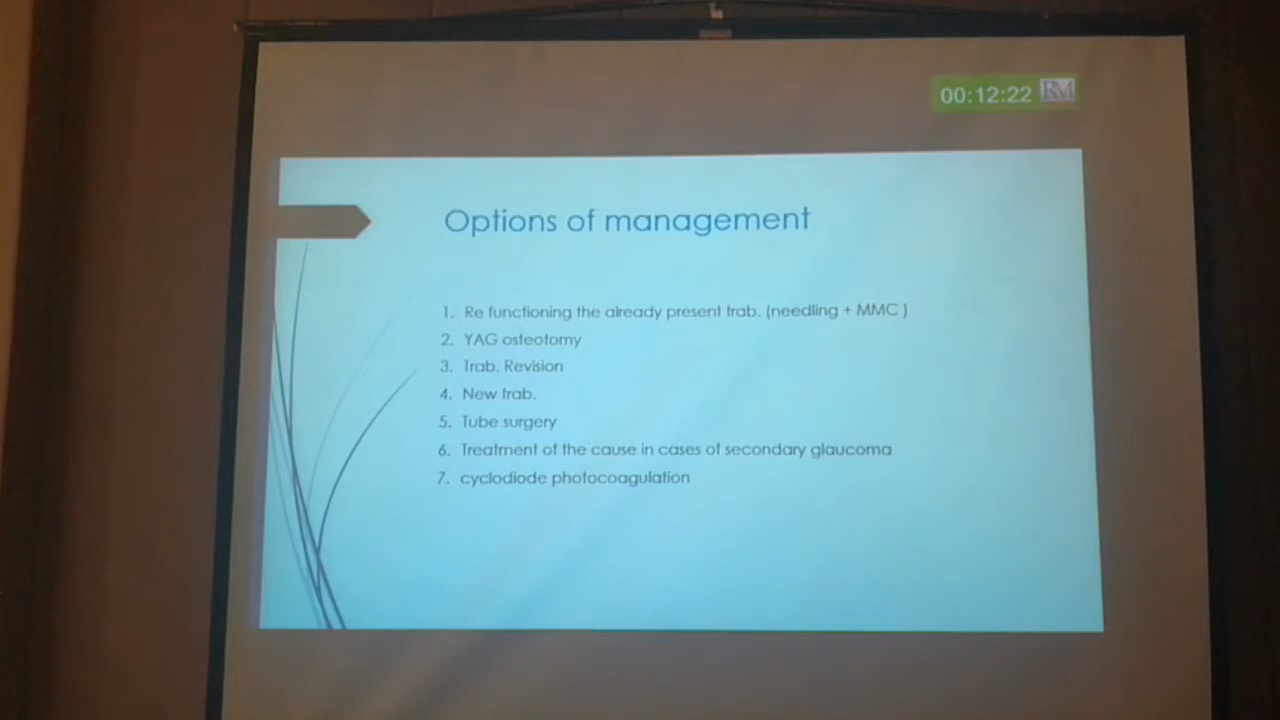 00:12:22 RM
Options of management
1. Re functioning the already present trab. (needling + MMC )
2. YAG osteotomy
3. Trab. Revision
4. New trab.
5. Tube surgery
6. Treatment of the cause in cases of secondary glaucoma
7. cyclodiode photocoagulation